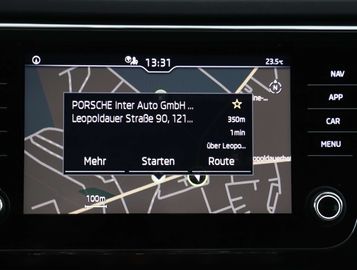 13:31
23.5°C
PORSCHE Inter Auto GmbH ...
Leopoldauer Straße 90, 121...
350m
1min
über Leopo...
Mehr
Starten
Route
100m
NAV
APP
CAR
MENU